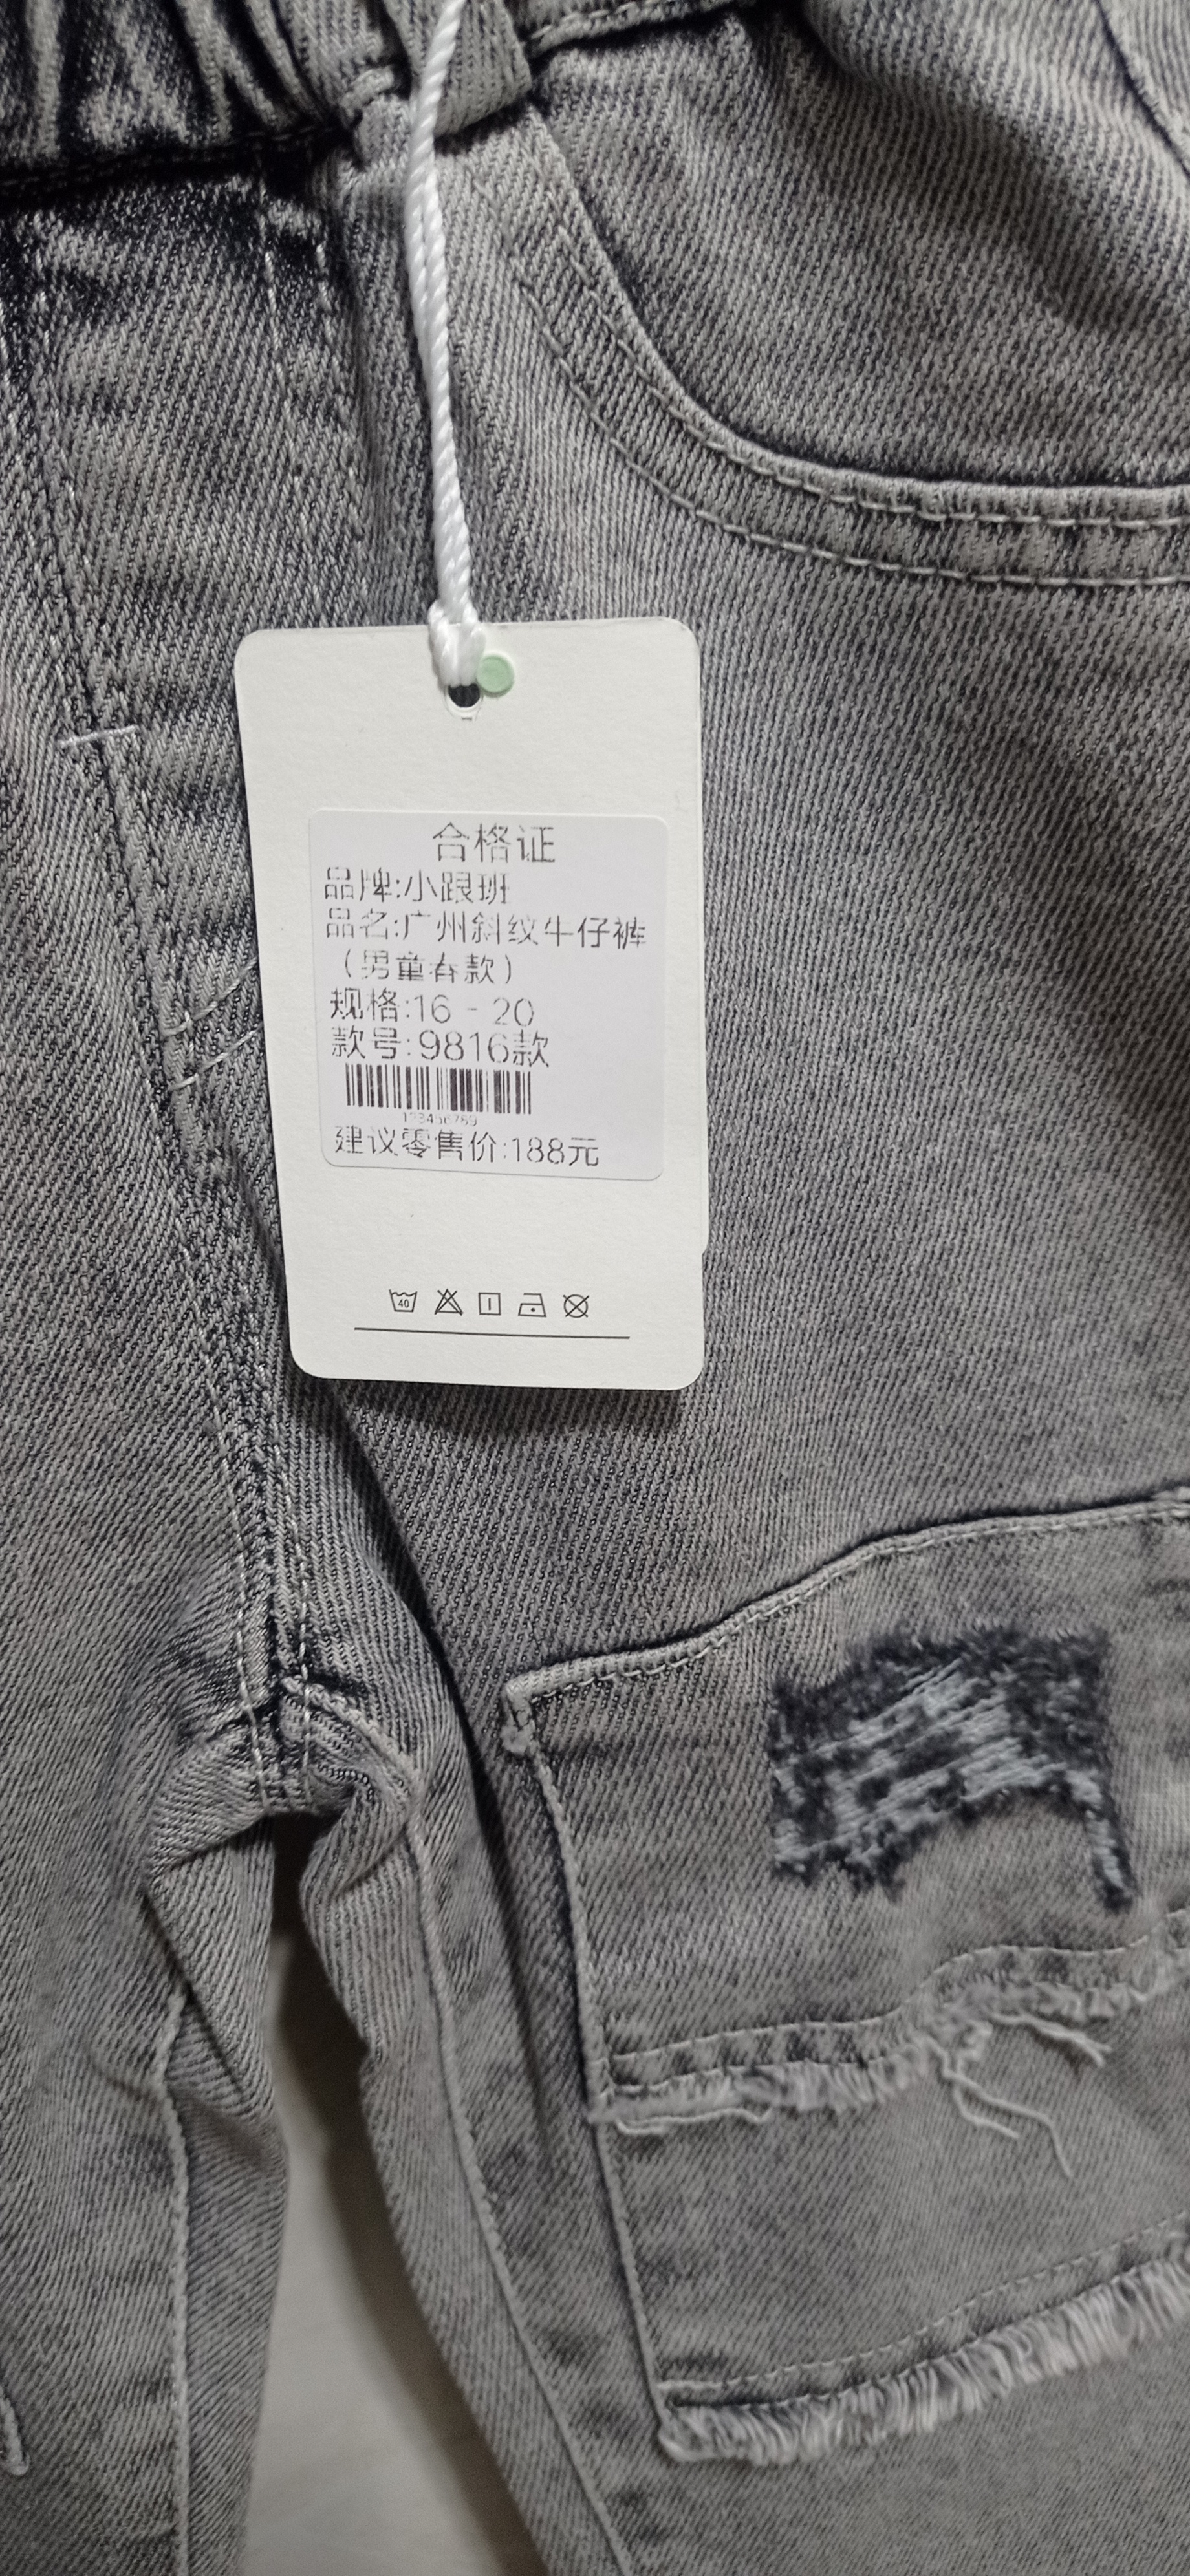 合格证
品牌:小跟班
品名:广州斜纹牛仔裤
（男童春款）
规格:16 - 20
款号:9816款
123456789
建议零售价:188元
40